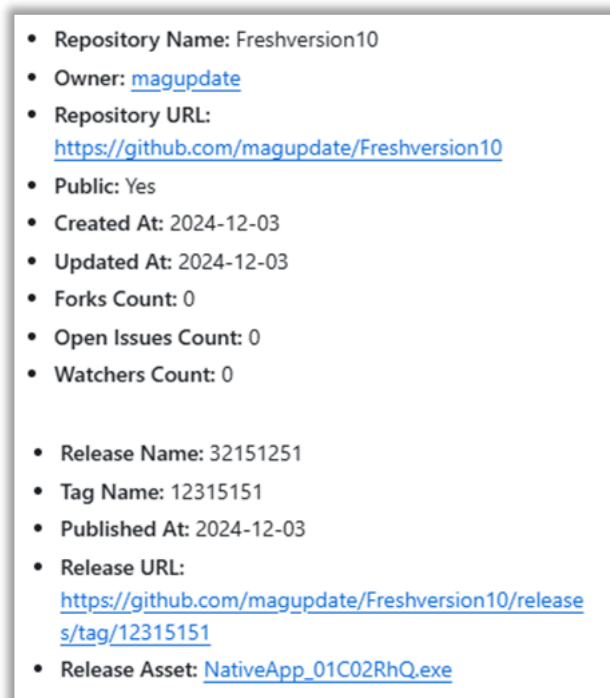 • Repository Name: Freshversion10
• Owner: magupdate
• Repository URL:
https://github.com/magupdate/Freshversion10
• Public: Yes
• Created At: 2024-12-03
• Updated At: 2024-12-03
• Forks Count: 0
• Open Issues Count: 0
• Watchers Count: 0
• Release Name: 32151251
• Tag Name: 12315151
• Published At: 2024-12-03
• Release URL:
https://github.com/magupdate/Freshversion10/release
s/tag/12315151
• Release Asset: NativeApp_01C02RhQ.exe